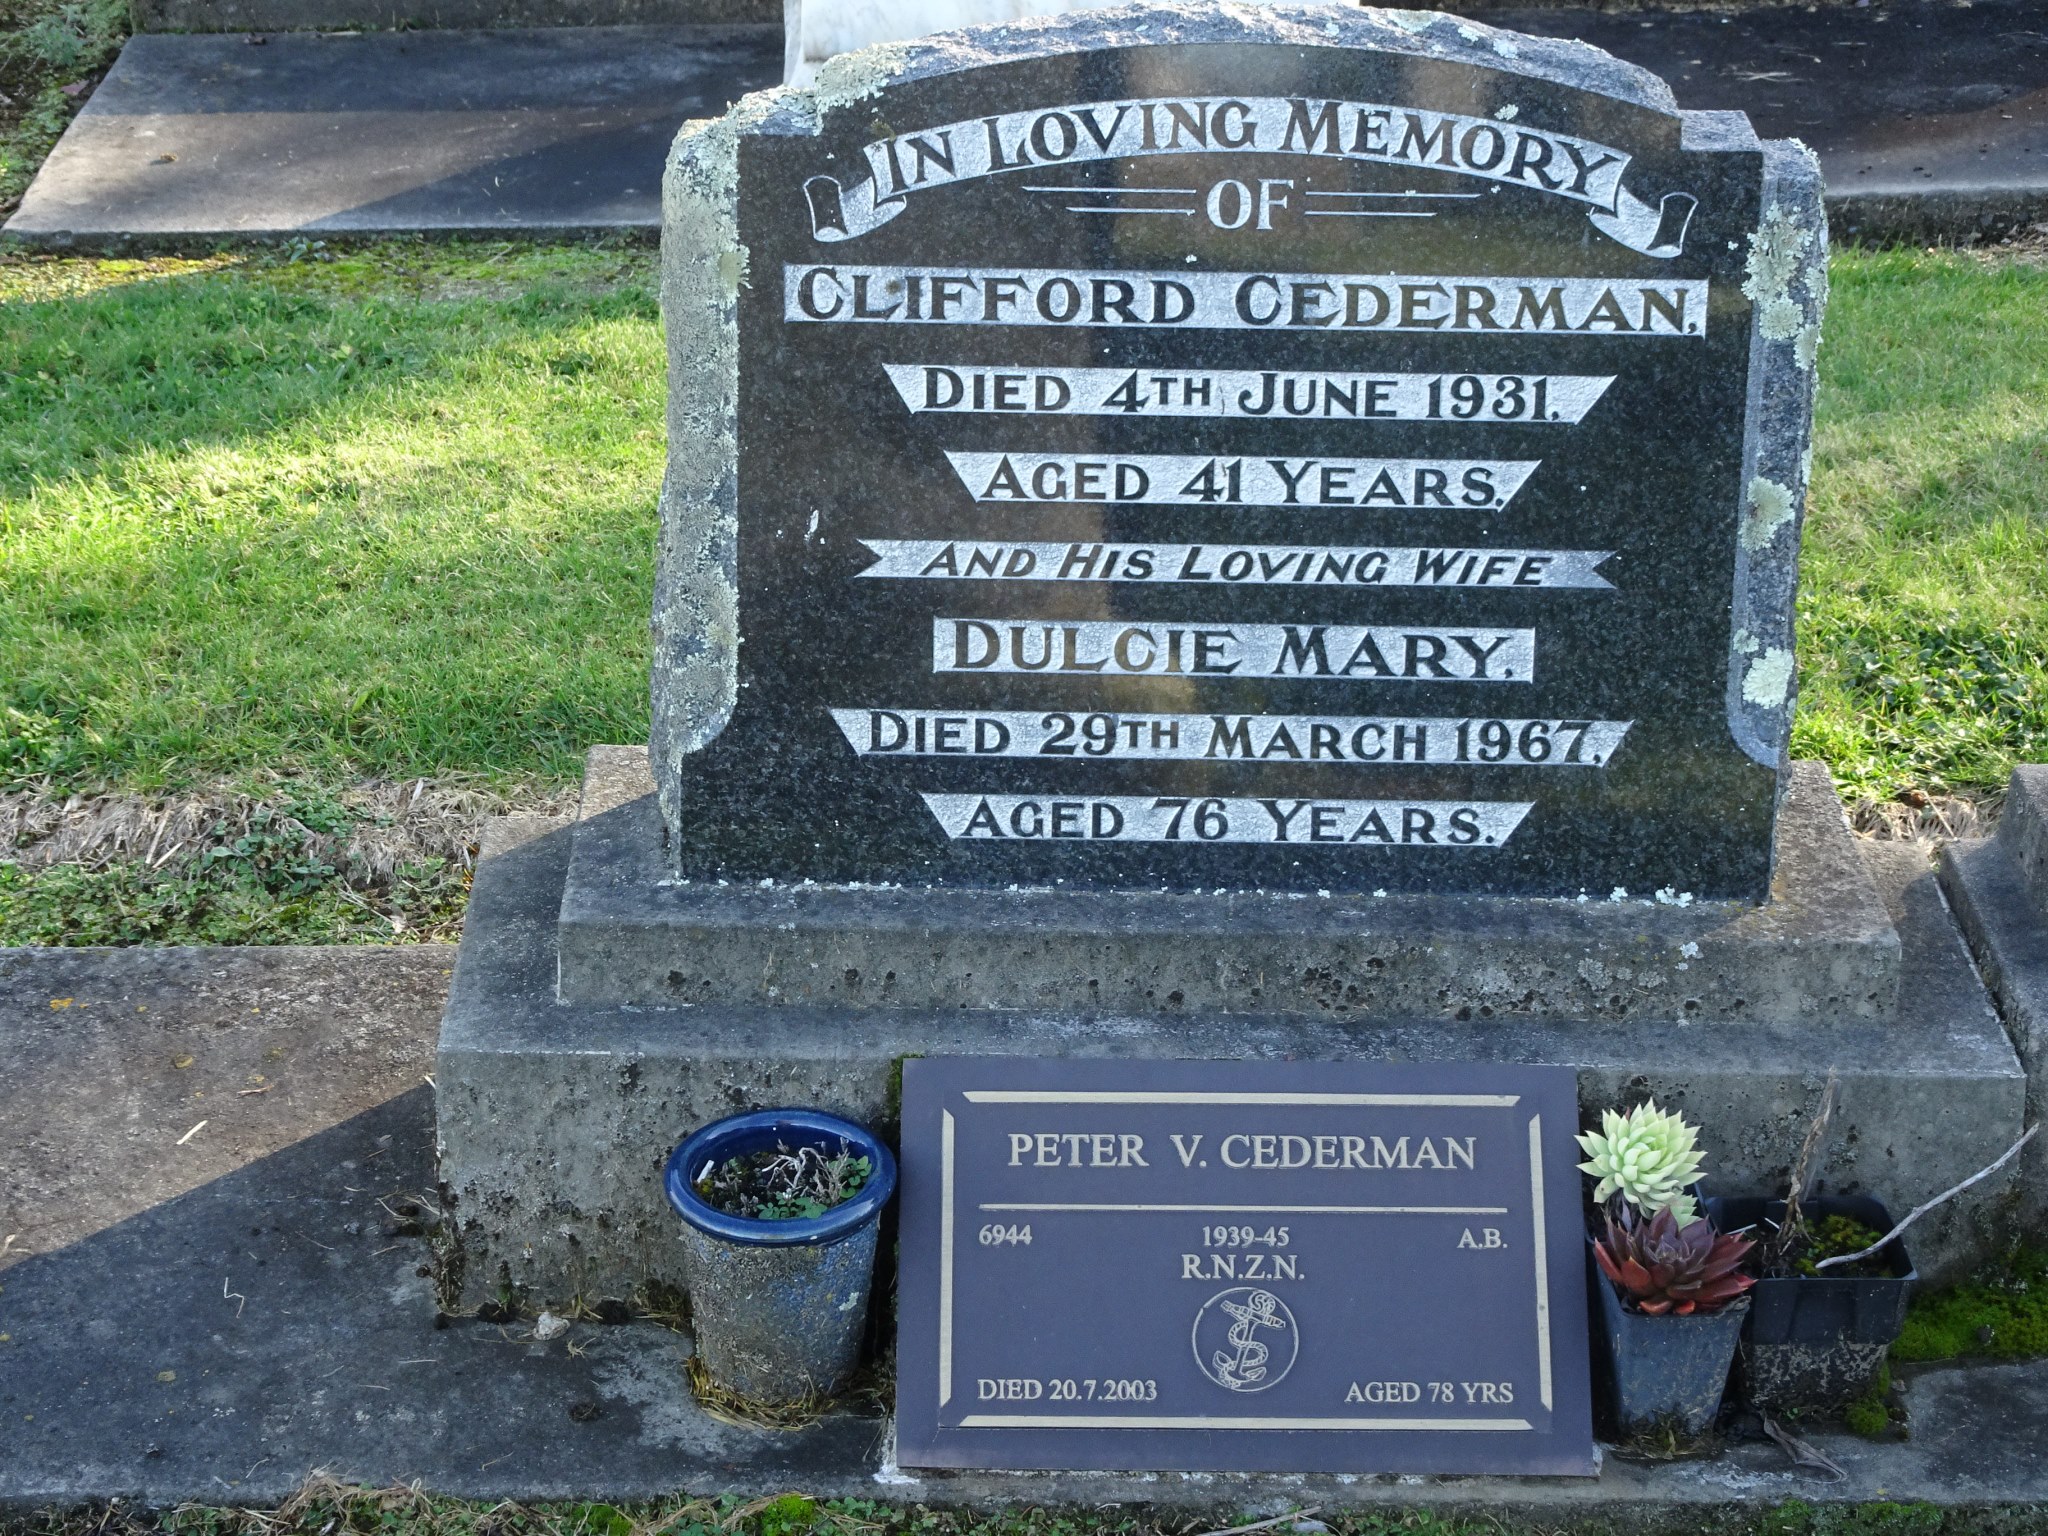 IN LOVING MEMORY
OF
CLIFFORD CEDERMAN,
DIED 4TH JUNE 1931.
AGED 41 YEARS.
AND HIS LOVING WIFE
DULCIE MARY,
DIED 29TH MARCH 1967,
AGED 76 YEARS.
PETER V. CEDERMAN
6944 1939-45 A.B.
R.N.Z.N.
DIED 20.7.2003 AGED 78 YRS